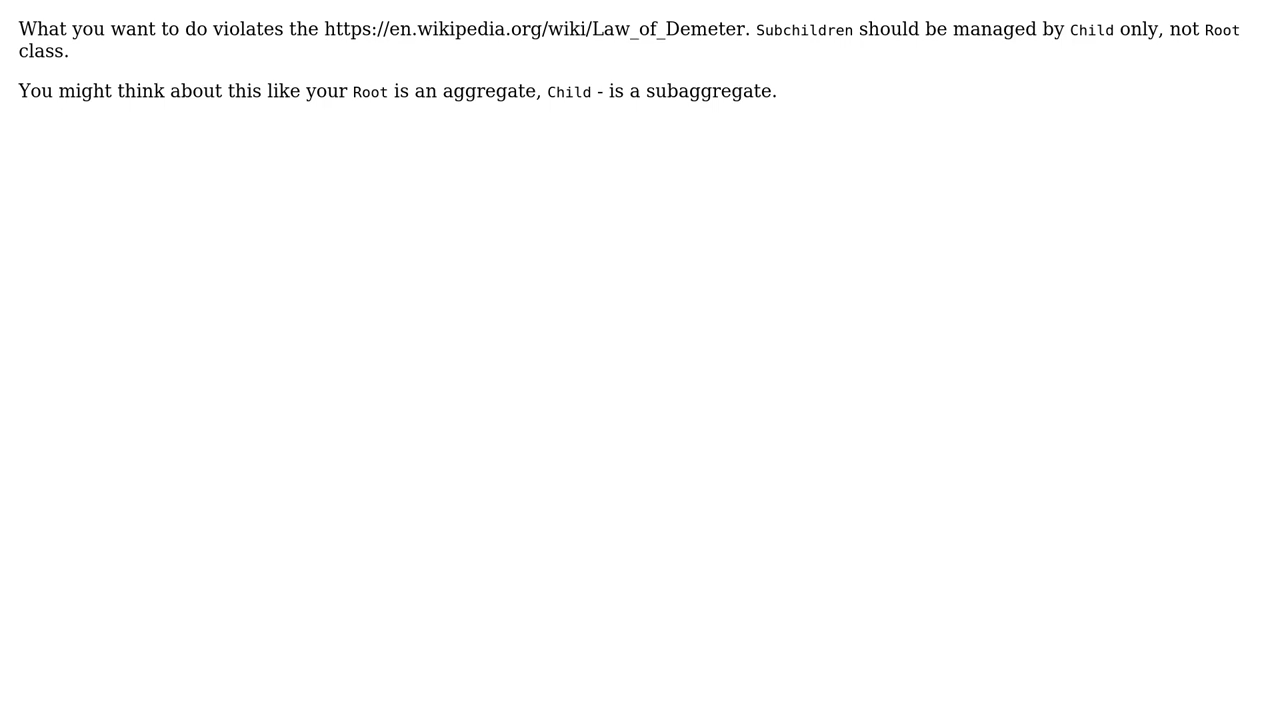 What you want to do violates the https://en.wikipedia.org/wiki/Law_of_Demeter. Subchildren should be managed by Child only, not Root
class.
You might think about this like your Root is an aggregate, Child - is a subaggregate.